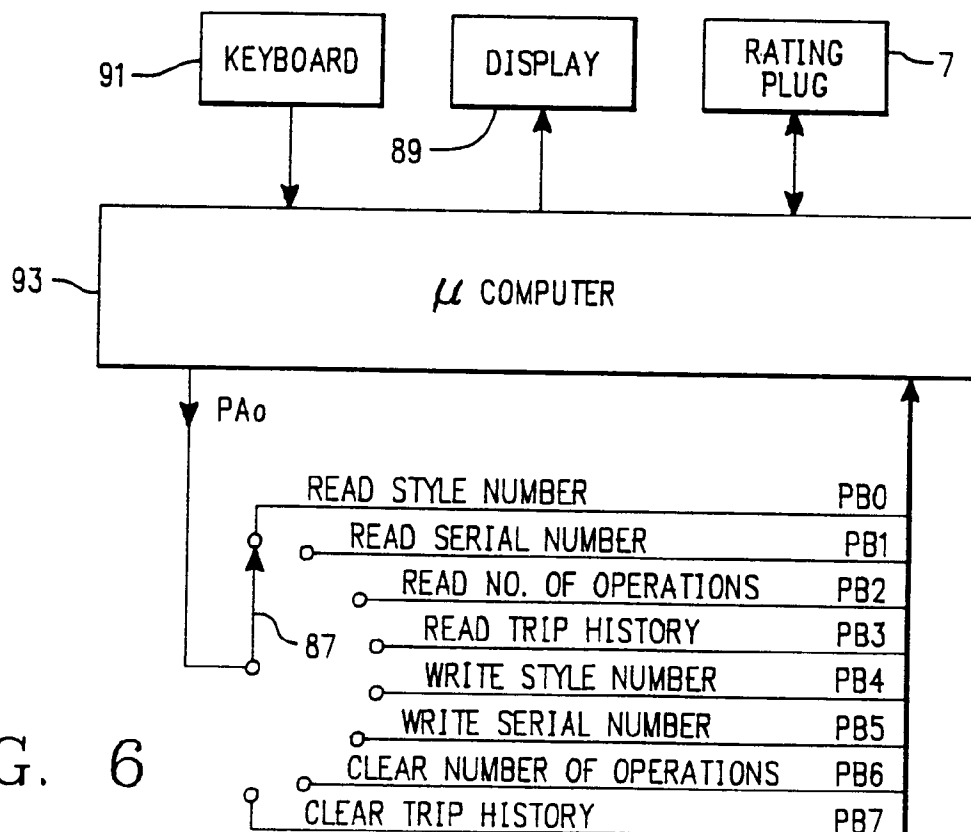 91
KEYBOARD
DISPLAY
RATING
PLUG
7
89
93
μ COMPUTER
PAo
READ STYLE NUMBER PB0
READ SERIAL NUMBER PB1
READ NO. OF OPERATIONS PB2
READ TRIP HISTORY PB3
87
WRITE STYLE NUMBER PB4
WRITE SERIAL NUMBER PB5
CLEAR NUMBER OF OPERATIONS PB6
CLEAR TRIP HISTORY PB7
G. 6